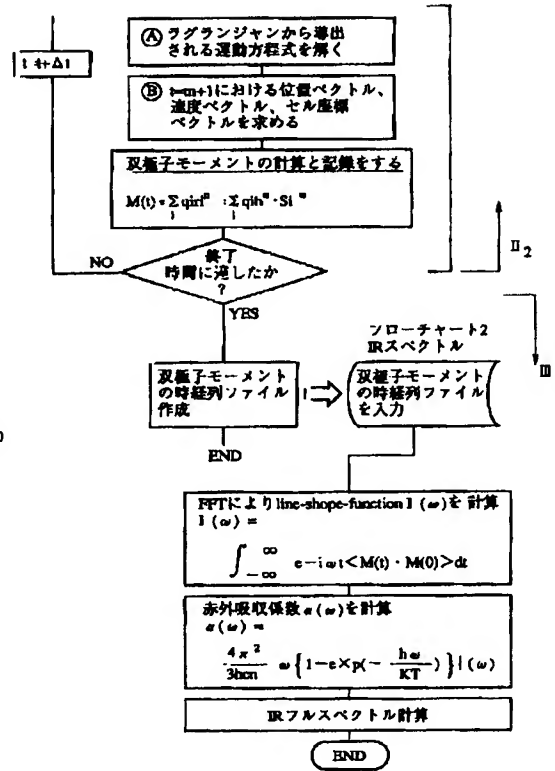 Ⓐ ラグランジャンから導出
される運動方程式を解く
t t+Δt
Ⓑ t=m+1における位置ベクトル、
速度ベクトル、セル座標
ベクトルを求める
双極子モーメントの計算と記録をする
M(t) = Σ qiri^n : Σ qih^n · Si^n
i i
II 2
NO
終了
時間に達したか
?
YES
フローチャート2
IRスペクトル
III
双極子モーメント
の時経列ファイル
作成
双極子モーメント
の時経列ファイル
を入力
END
FFTによりline-shope-function I (ω) を計算
I (ω) =
∫ ∞ −∞ e−iωt<M(t)・M(0)>dt
赤外吸収係数 α(ω)を計算
α(ω) =
4π² / 3hcn ω { 1−e×p(− hω / KT ) } I (ω)
IRフルスペクトル計算
END